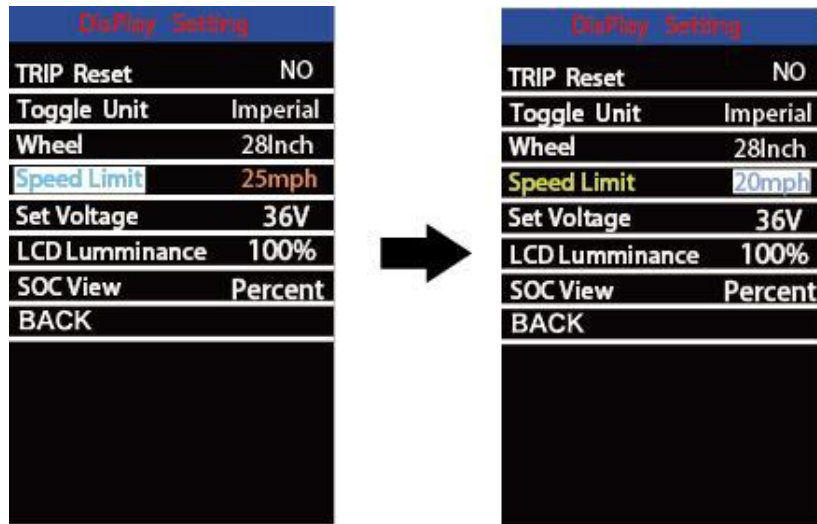 DisPlay Setting
TRIP Reset NO
Toggle Unit Imperial
Wheel 28Inch
Speed Limit 25mph
Set Voltage 36V
LCD Lumminance 100%
SOC View Percent
BACK
DisPlay Setting
TRIP Reset NO
Toggle Unit Imperial
Wheel 28Inch
Speed Limit 20mph
Set Voltage 36V
LCD Lumminance 100%
SOC View Percent
BACK